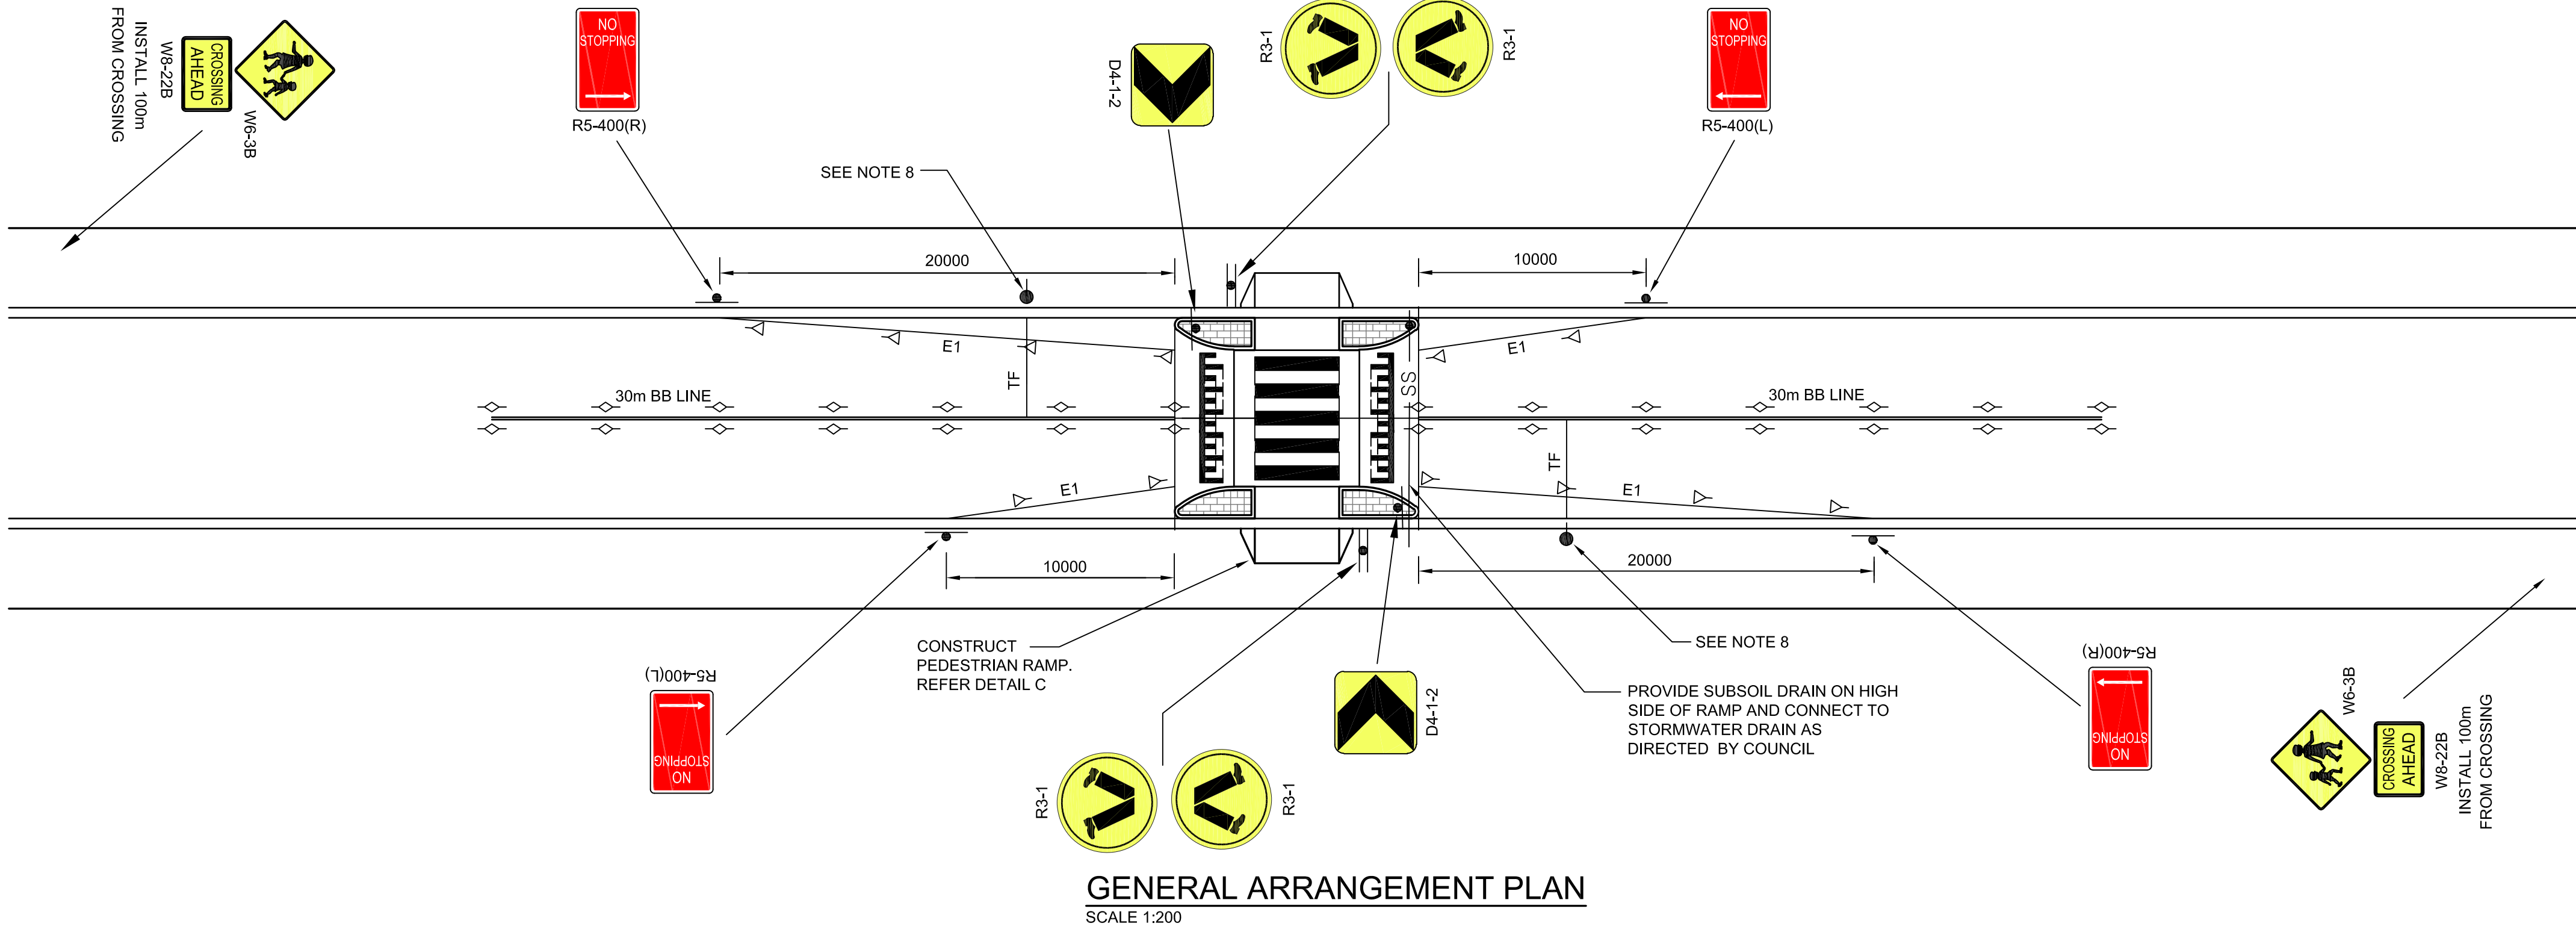 INSTALL 100m
FROM CROSSING
W8-22B
CROSSING
AHEAD
W6-3B
NO
STOPPING
R5-400(R)
SEE NOTE 8
D4-1-2
R3-1
R3-1
NO
STOPPING
R5-400(L)
20000
10000
E1
TF
30m BB LINE
E1
SS
30m BB LINE
E1
TF
E1
10000
20000
CONSTRUCT
PEDESTRIAN RAMP.
REFER DETAIL C
SEE NOTE 8
PROVIDE SUBSOIL DRAIN ON HIGH
SIDE OF RAMP AND CONNECT TO
STORMWATER DRAIN AS
DIRECTED BY COUNCIL
R5-400(L)
NO
STOPPING
R3-1
R3-1
D4-1-2
R5-400(R)
NO
STOPPING
W6-3B
CROSSING
AHEAD
W8-22B
INSTALL 100m
FROM CROSSING
GENERAL ARRANGEMENT PLAN
SCALE 1:200